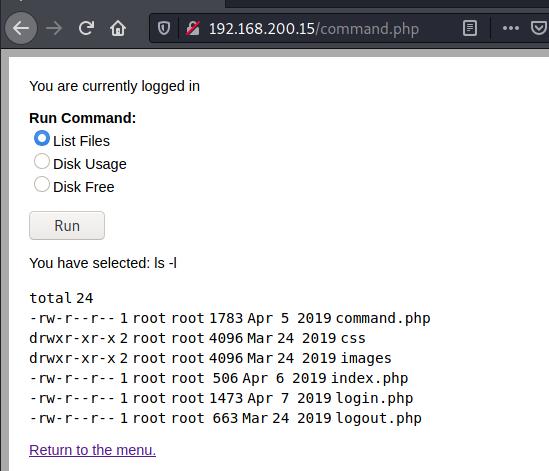 192.168.200.15/command.php
You are currently logged in
Run Command:
List Files
Disk Usage
Disk Free
Run
You have selected: ls -l
total 24
-rw-r--r-- 1 root root 1783 Apr 5 2019 command.php
drwxr-xr-x 2 root root 4096 Mar 24 2019 css
drwxr-xr-x 2 root root 4096 Mar 24 2019 images
-rw-r--r-- 1 root root 506 Apr 6 2019 index.php
-rw-r--r-- 1 root root 1473 Apr 7 2019 login.php
-rw-r--r-- 1 root root 663 Mar 24 2019 logout.php
Return to the menu.